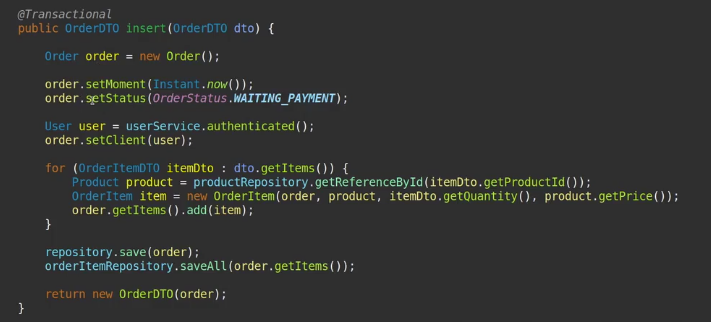 @Transactional
public OrderDTO insert(OrderDTO dto) {
Order order = new Order();
order.setMoment(Instant.now());
order.setStatus(OrderStatus.WAITING_PAYMENT);
User user = userService.authenticated();
order.setClient(user);
for (OrderItemDTO itemDto : dto.getItems()) {
Product product = productRepository.getReferenceById(itemDto.getProductId());
OrderItem item = new OrderItem(order, product, itemDto.getQuantity(), product.getPrice());
order.getItems().add(item);
}
repository.save(order);
orderItemRepository.saveAll(order.getItems());
return new OrderDTO(order);
}